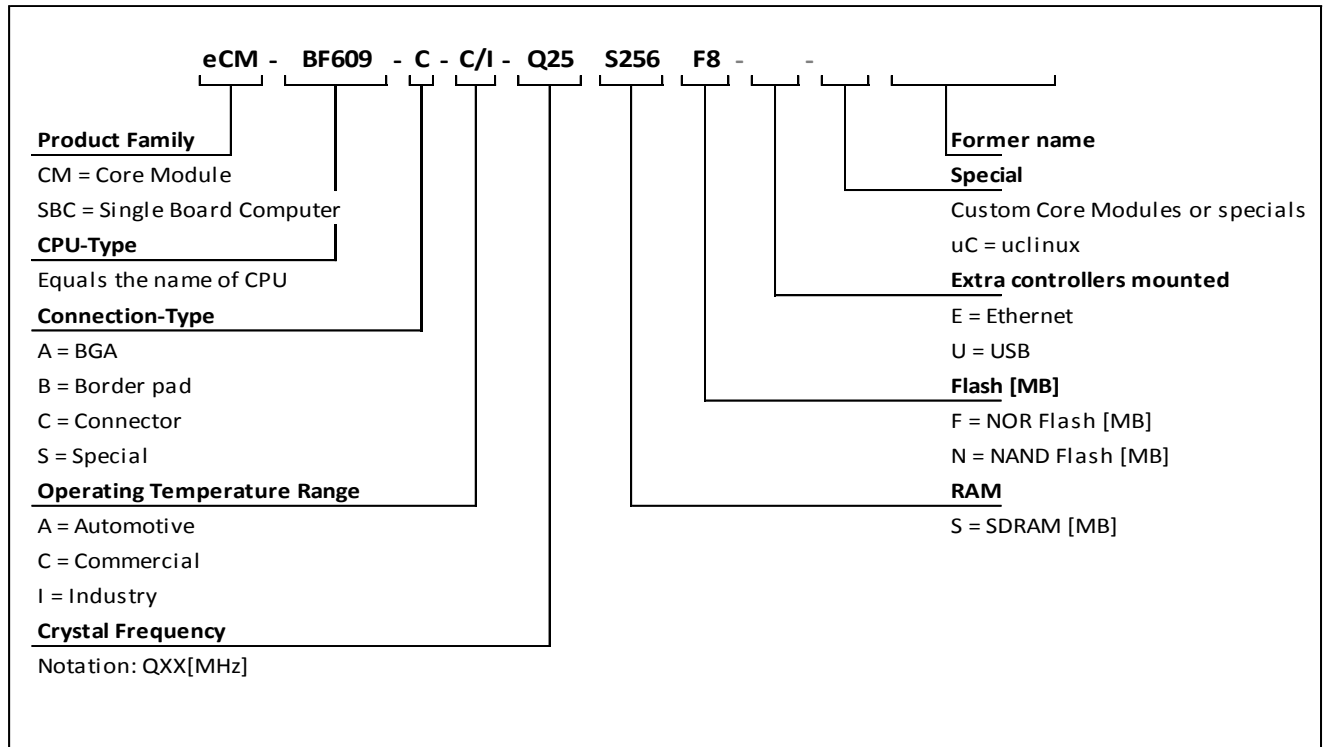 eCM - BF609 - C - C/I - Q25 S256 F8 - -
Product Family
CM = Core Module
SBC = Single Board Computer
CPU-Type
Equals the name of CPU
Connection-Type
A = BGA
B = Border pad
C = Connector
S = Special
Operating Temperature Range
A = Automotive
C = Commercial
I = Industry
Crystal Frequency
Notation: QXX[MHz]
Former name
Special
Custom Core Modules or specials
uC = uclinux
Extra controllers mounted
E = Ethernet
U = USB
Flash [MB]
F = NOR Flash [MB]
N = NAND Flash [MB]
RAM
S = SDRAM [MB]